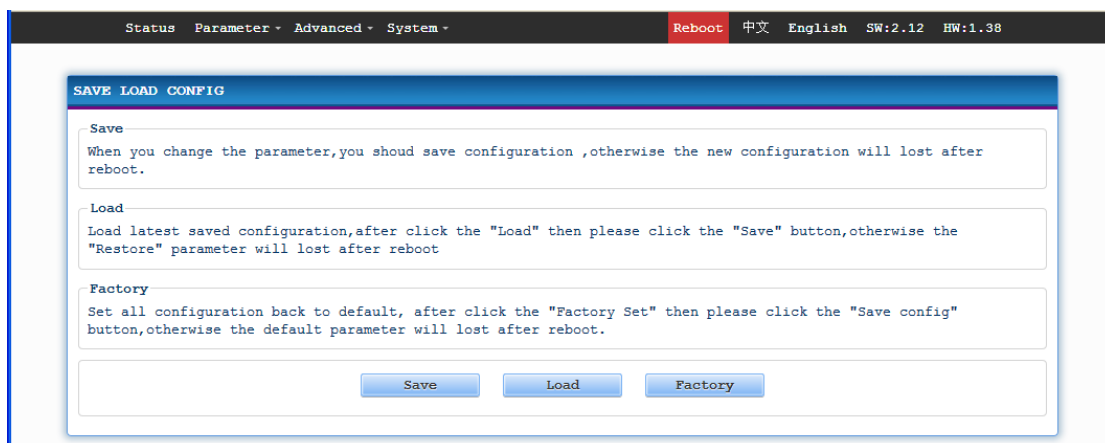 Status Parameter Advanced System Reboot 中文 English SW:2.12 HW:1.38
SAVE LOAD CONFIG
Save
When you change the parameter,you shoud save configuration ,otherwise the new configuration will lost after
reboot.
Load
Load latest saved configuration,after click the "Load" then please click the "Save" button,otherwise the
"Restore" parameter will lost after reboot
Factory
Set all configuration back to default, after click the "Factory Set" then please click the "Save config"
button,otherwise the default parameter will lost after reboot.
Save Load Factory